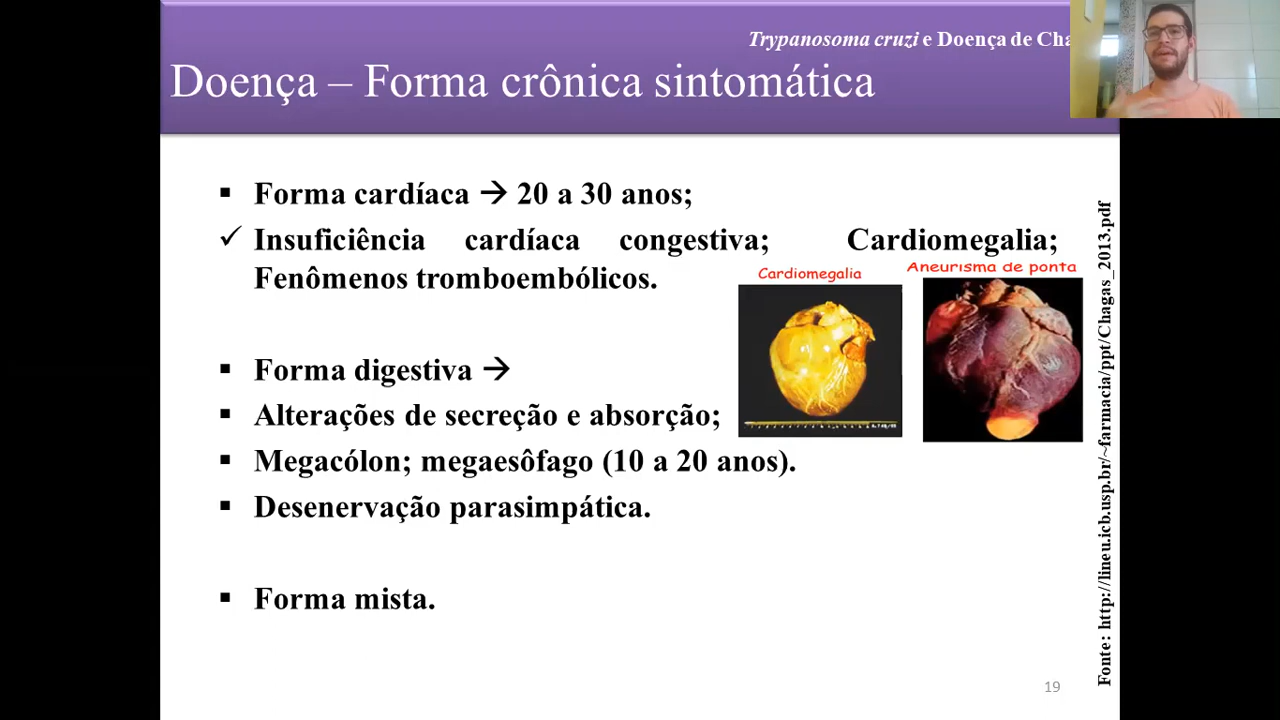 Trypanosoma cruzi e Doença de Cha
Doença – Forma crônica sintomática
▪ Forma cardíaca → 20 a 30 anos;
✓ Insuficiência cardíaca congestiva; Cardiomegalia;
Fenômenos tromboembólicos.
Cardiomegalia
Aneurisma de ponta
▪ Forma digestiva →
▪ Alterações de secreção e absorção;
▪ Megacólon; megaesôfago (10 a 20 anos).
▪ Desenervação parasimpática.
▪ Forma mista.
Fonte: http://lineu.icb.usp.br/~farmacia/ppt/Chagas_2013.pdf
19